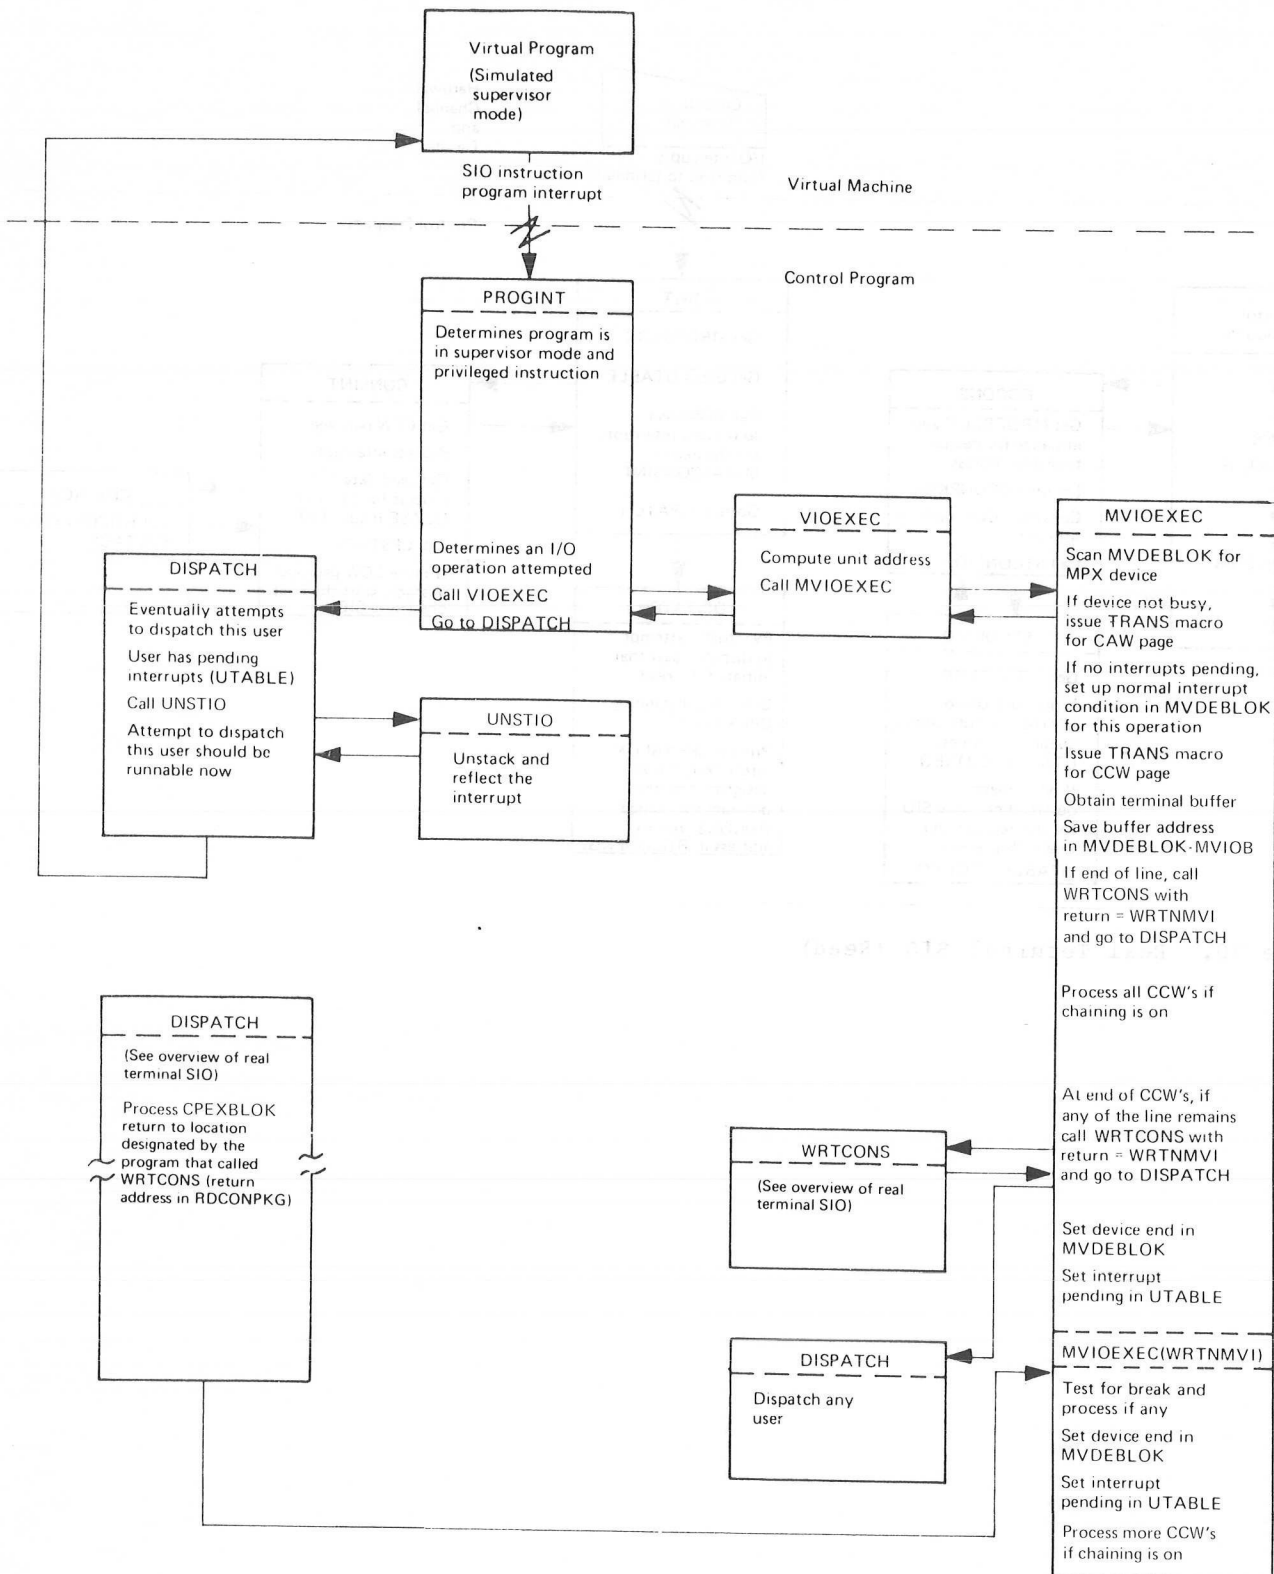 Virtual Program
(Simulated
supervisor
mode)
SIO instruction
program interrupt
Virtual Machine
Control Program
PROGINT
Determines program is
in supervisor mode and
privileged instruction
Determines an I/O
operation attempted
Call VIOEXEC
Go to DISPATCH
VIOEXEC
Compute unit address
Call MVIOEXEC
MVIOEXEC
Scan MVDEBLOK for
MPX device
If device not busy,
issue TRANS macro
for CAW page
If no interrupts pending,
set up normal interrupt
condition in MVDEBLOK
for this operation
Issue TRANS macro
for CCW page
Obtain terminal buffer
Save buffer address
in MVDEBLOK-MVIOB
If end of line, call
WRTCONS with
return = WRTNMVI
and go to DISPATCH
Process all CCW's if
chaining is on
At end of CCW's, if
any of the line remains
call WRTCONS with
return = WRTNMVI
and go to DISPATCH
Set device end in
MVDEBLOK
Set interrupt
pending in UTABLE
DISPATCH
Eventually attempts
to dispatch this user
User has pending
interrupts (UTABLE)
Call UNSTIO
Attempt to dispatch
this user should be
runnable now
UNSTIO
Unstack and
reflect the
interrupt
DISPATCH
(See overview of real
terminal SIO)
Process CPEXBLOK
return to location
designated by the
program that called
WRTCONS (return
address in RDCONPKG)
WRTCONS
(See overview of real
terminal SIO)
DISPATCH
Dispatch any
user
MVIOEXEC(WRTNMVI)
Test for break and
process if any
Set device end in
MVDEBLOK
Set interrupt
pending in UTABLE
Process more CCW's
if chaining is on